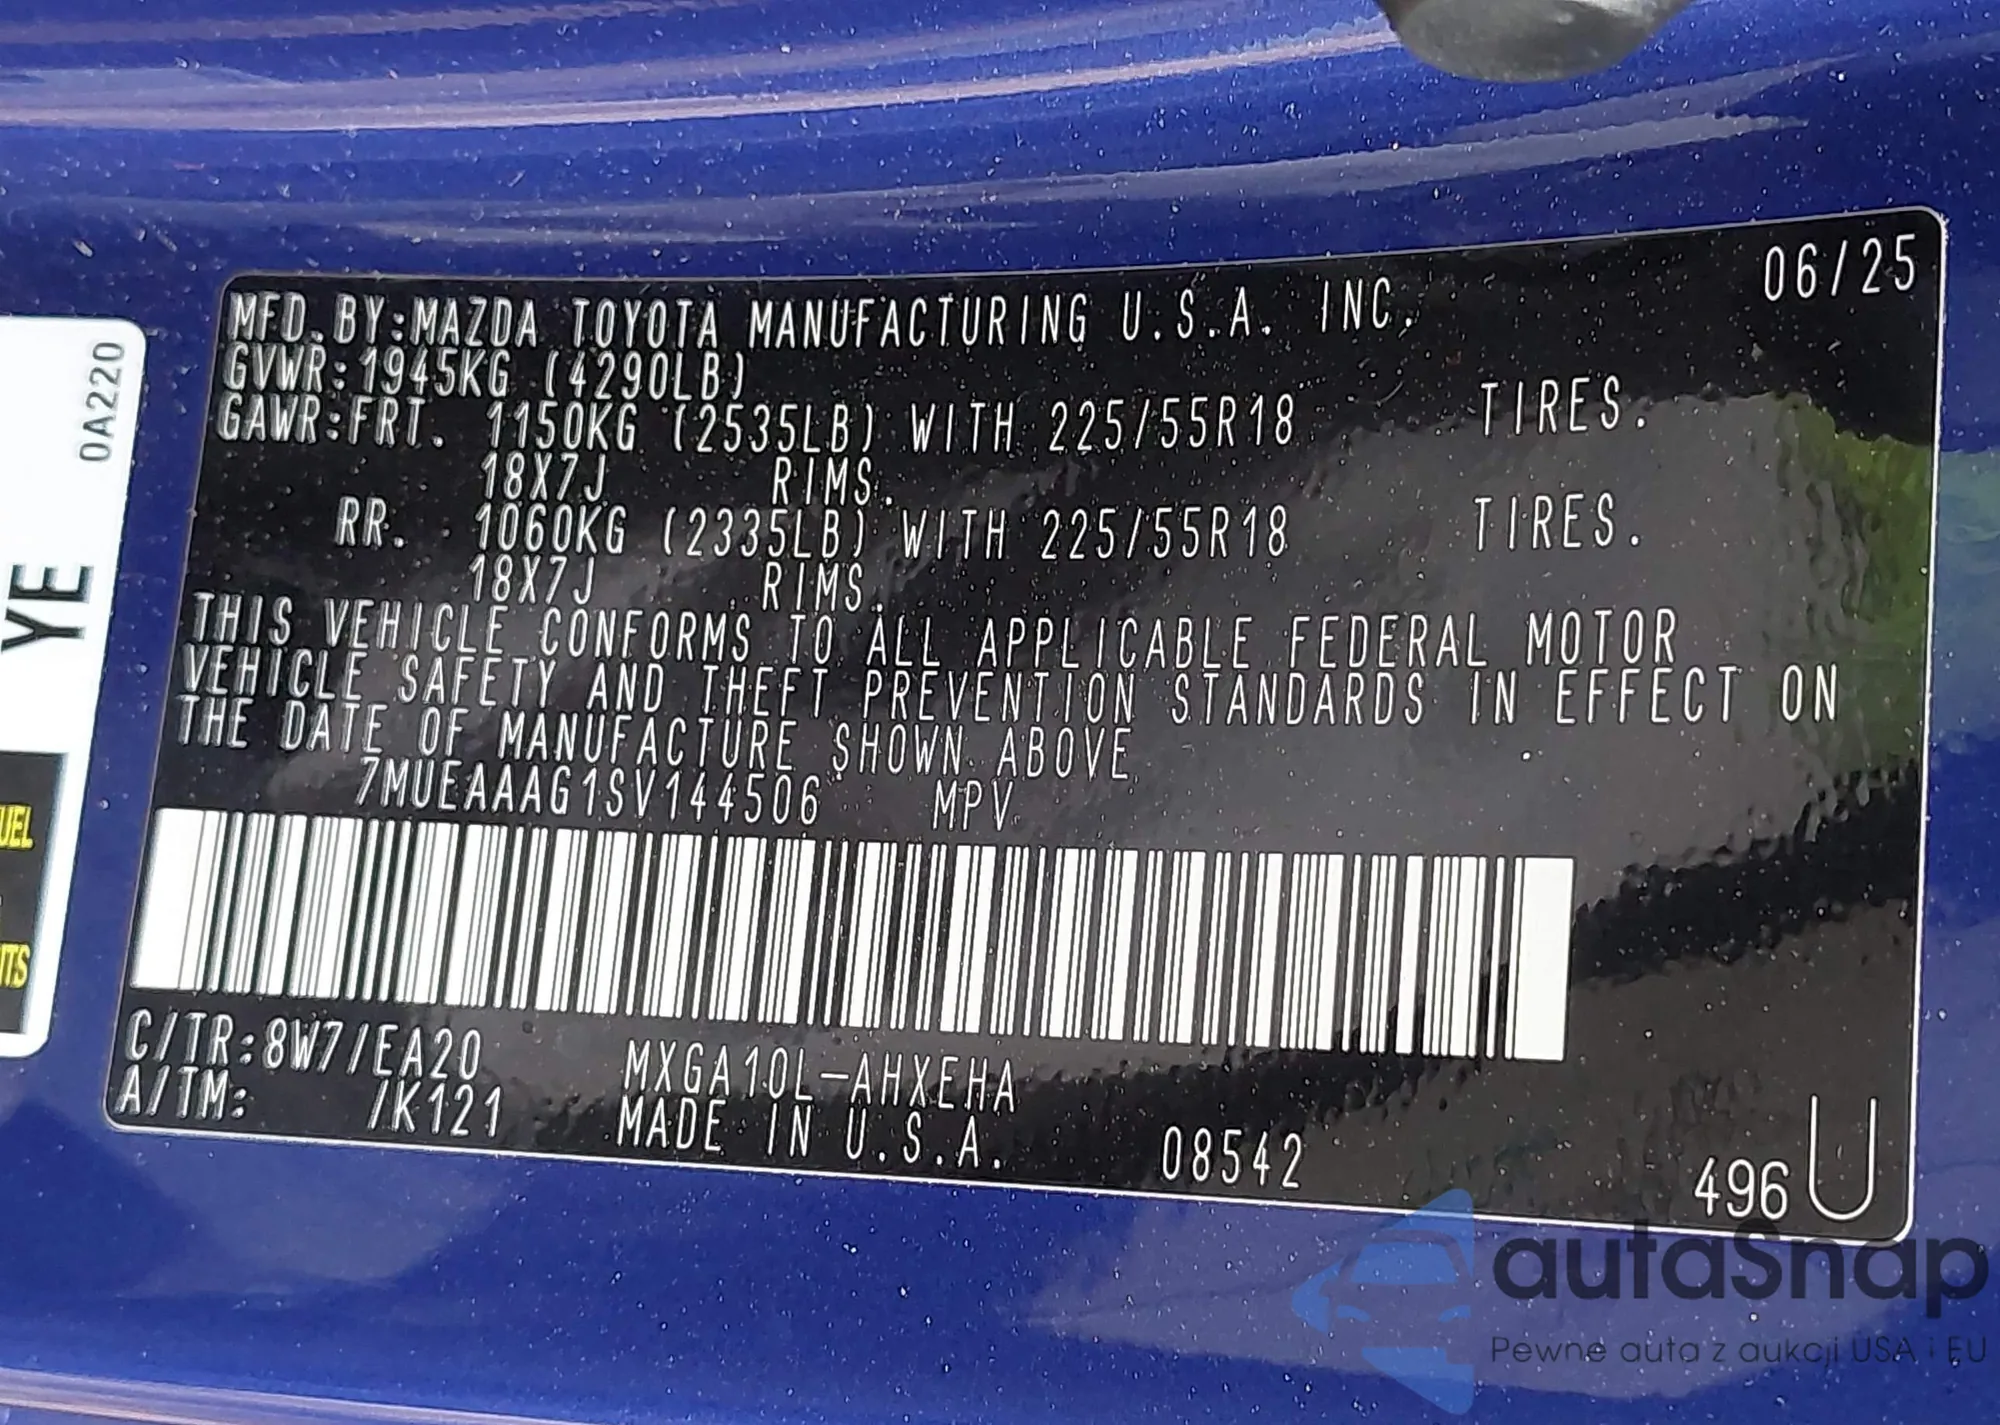 06/25
MFD. BY:MAZDA TOYOTA MANUFACTURING U.S.A. INC.
GVWR:1945KG (4290LB)
GAWR:FRT. 1150KG (2535LB) WITH 225/55R18 TIRES.
18X7J RIMS.
RR. 1060KG (2335LB) WITH 225/55R18 TIRES.
18X7J RIMS.
THIS VEHICLE CONFORMS TO ALL APPLICABLE FEDERAL MOTOR
VEHICLE SAFETY AND THEFT PREVENTION STANDARDS IN EFFECT ON
THE DATE OF MANUFACTURE SHOWN ABOVE
7MUEAAAG1SV144506 MPV
C/TR:8W7/EA20 MXGA10L-AHXEHA
A/TM: /K121 MADE IN U.S.A. 08542 496 U
0A220
YE
UEL
ITS
autaSnap
Pewne auta z aukcji USA i EU